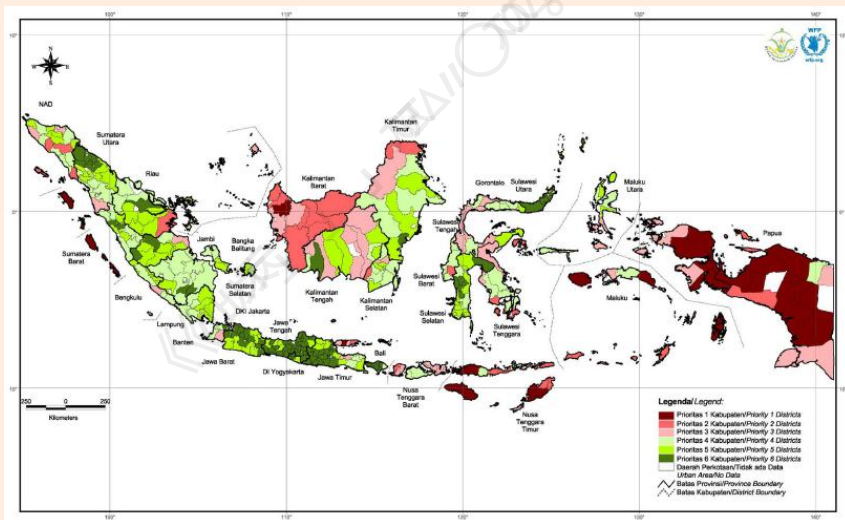 NAD
Sumatera
Utara
Riau
Jambi
Bangka
Belitung
Sumatera
Barat
Bengkulu
Sumatera
Selatan
Lampung
DKI Jakarta
Banten
Jawa
Tengah
Jawa Barat
DI Yogyakarta
Jawa Timur
Bali
Nusa
Tenggara
Barat
Nusa
Tenggara
Timur
Kalimantan
Timur
Kalimantan
Barat
Kalimantan
Tengah
Kalimantan
Selatan
Gorontalo
Sulawesi
Utara
Sulawesi
Tengah
Sulawesi
Barat
Sulawesi
Selatan
Sulawesi
Tenggara
Maluku
Utara
Maluku
Papua
WFP
wfp.org
250 0 250
Kilometers
Legenda/Legend:
Prioritas 1 Kabupaten/Priority 1 Districts
Prioritas 2 Kabupaten/Priority 2 Districts
Prioritas 3 Kabupaten/Priority 3 Districts
Prioritas 4 Kabupaten/Priority 4 Districts
Prioritas 5 Kabupaten/Priority 5 Districts
Prioritas 6 Kabupaten/Priority 6 Districts
Daerah Perkotaan/Tidak ada Data
Urban Area/No Data
Batas Provinsi/Province Boundary
Batas Kabupaten/District Boundary